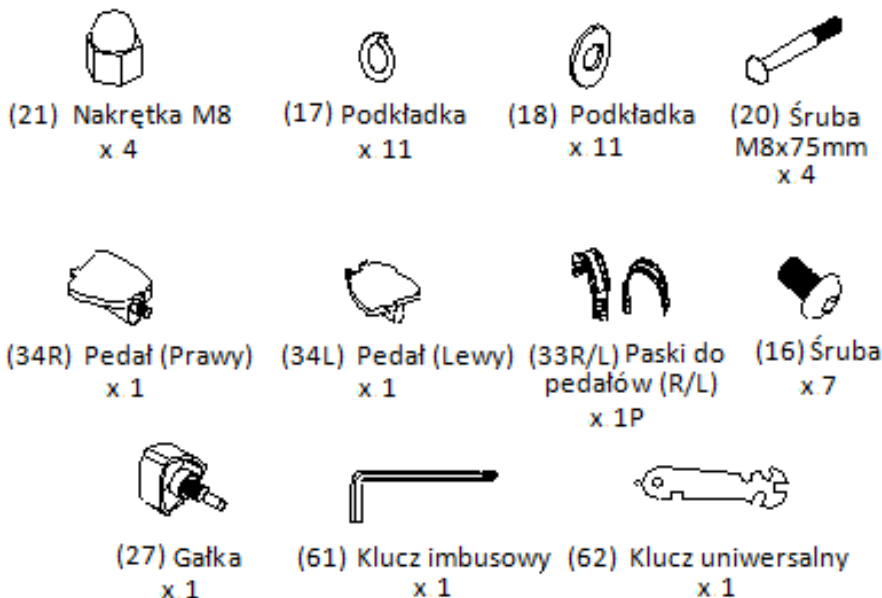 (21) Nakrętka M8
x 4
(17) Podkładka
x 11
(18) Podkładka
x 11
(20) Śruba
M8x75mm
x 4
(34R) Pedał (Prawy)
x 1
(34L) Pedał (Lewy)
x 1
(33R/L) Paski do
pedałów (R/L)
x 1P
(16) Śruba
x 7
(27) Gałka
x 1
(61) Klucz imbusowy
x 1
(62) Klucz uniwersalny
x 1